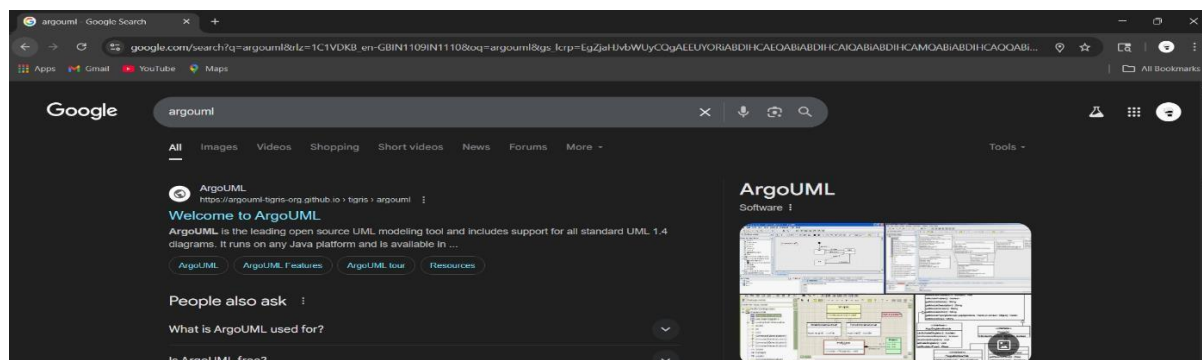 argouml - Google Search
google.com/search?q=argouml&rlz=1C1VDKB_en-GBIN1109IN1110&oq=argouml&gs_lcrp=
Apps Gmail YouTube Maps All Bookmarks
Google
argouml
All Images Videos Shopping Short videos News Forums More Tools
ArgoUML
https://argouml-tigris-org.github.io › tigris › argouml
Welcome to ArgoUML
ArgoUML is the leading open source UML modeling tool and includes support for all standard UML 1.4
diagrams. It runs on any Java platform and is available in ...
ArgoUML ArgoUML Features ArgoUML tour Resources
People also ask
What is ArgoUML used for?
Is ArgoUML free?
ArgoUML
Software